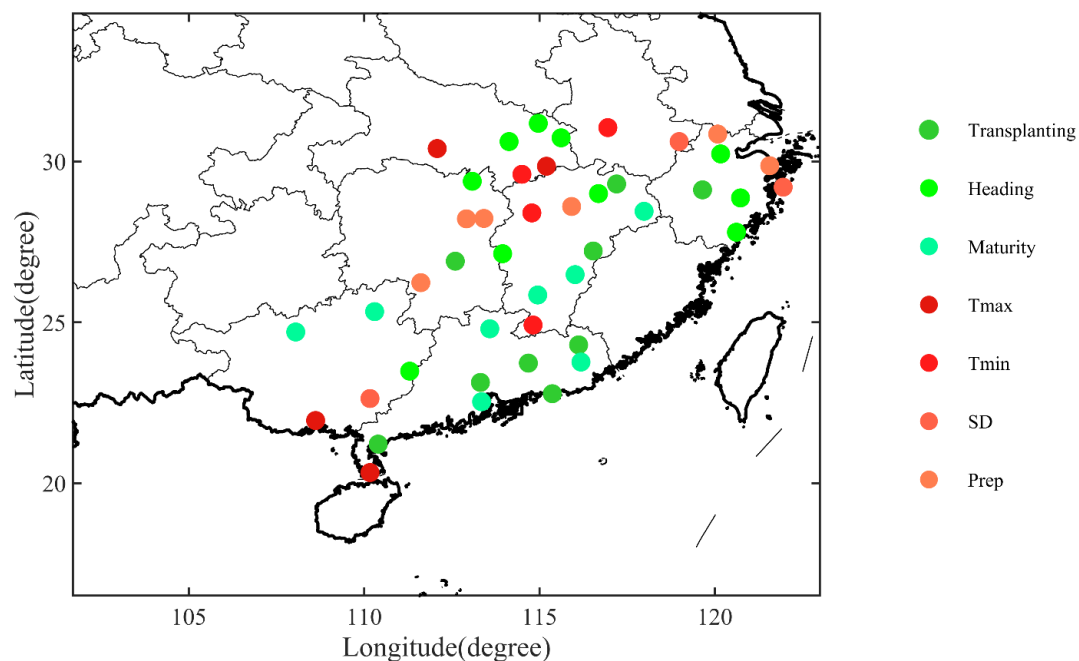 30
25
20
105
110
115
120
Latitude(degree)
Longitude(degree)
Transplanting
Heading
Maturity
Tmax
Tmin
SD
Prep